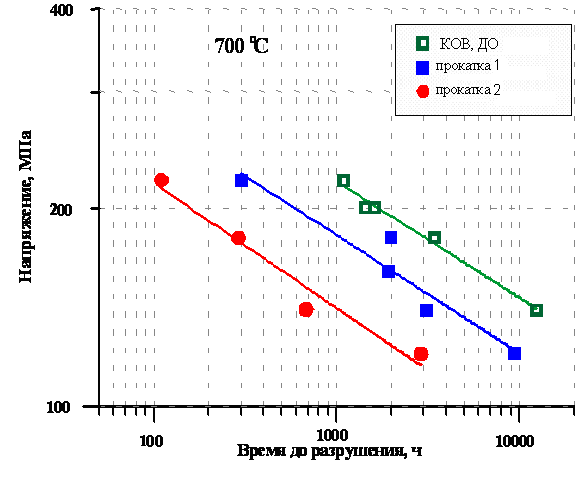 400
700 °C
КОВ, ДО
прокатка 1
прокатка 2
Напряжение, МПа
200
100
100
1000
10000
Время до разрушения, ч